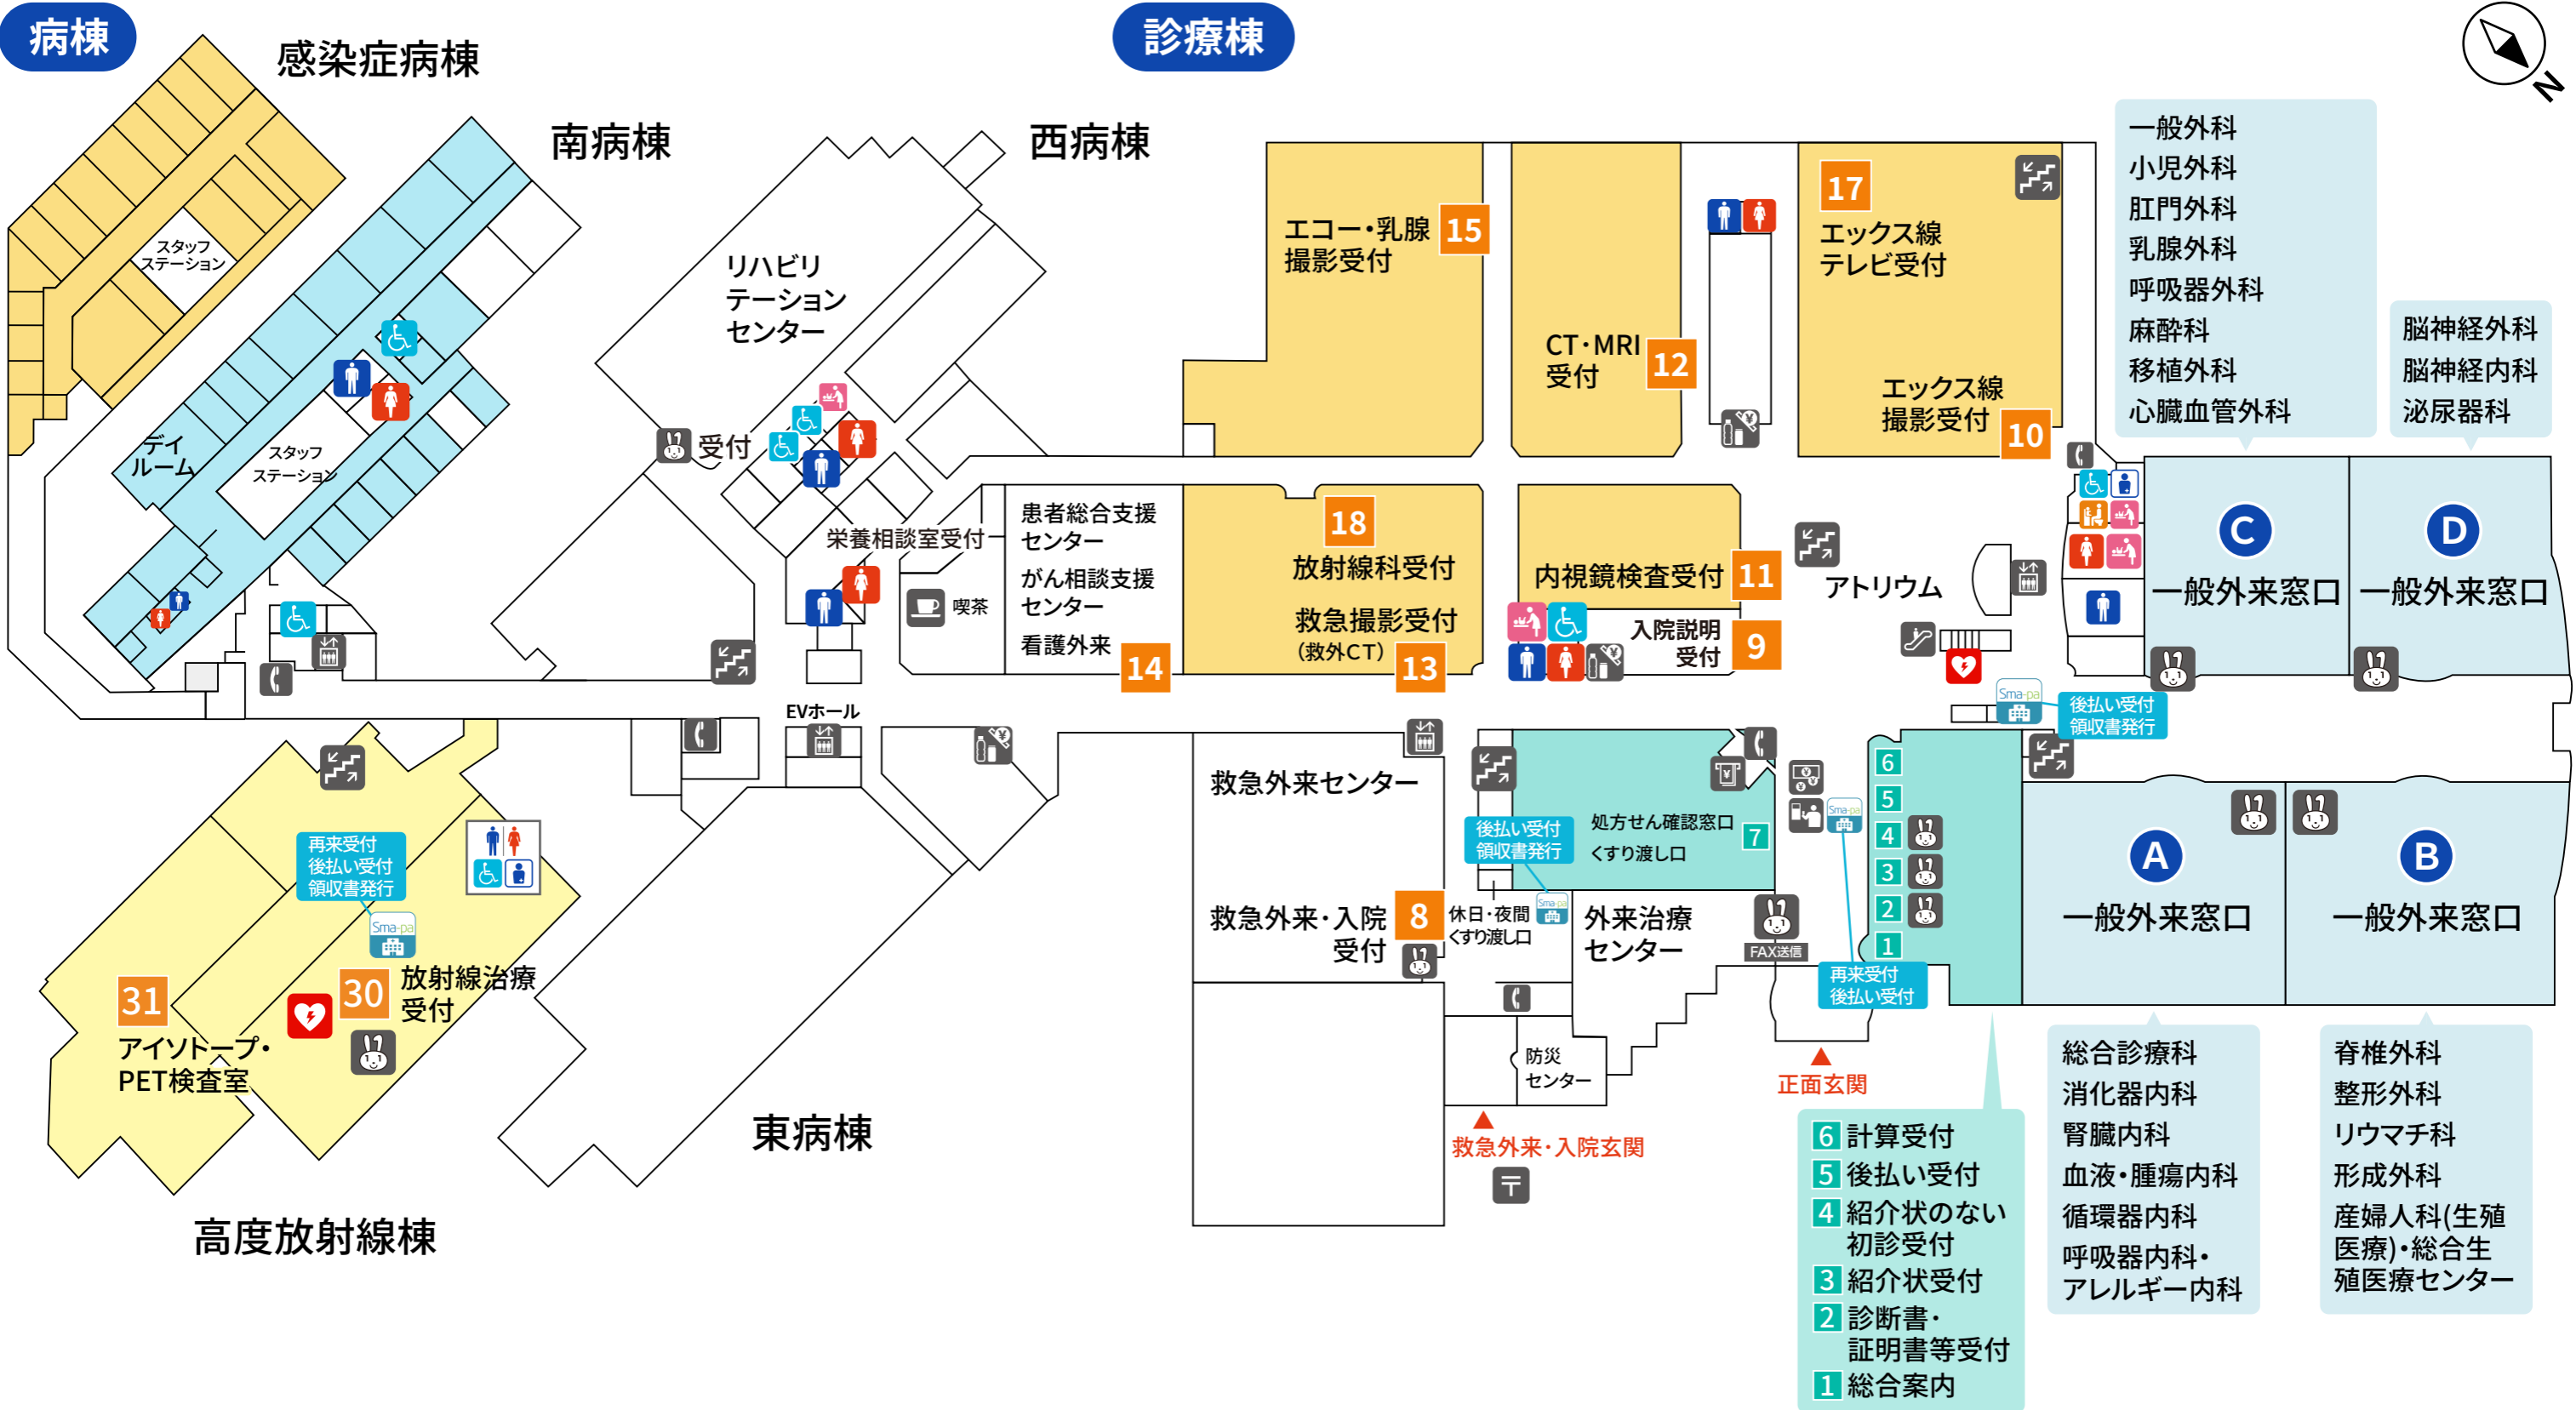 病棟
診療棟
感染症病棟
スタッフ
ステーション
南病棟
デイ
ルーム
スタッフ
ステーション
西病棟
リハビリ
テーション
センター
受付
栄養相談室受付
喫茶
患者総合支援
センター
がん相談支援
センター
看護外来
14
エコー・乳腺
撮影受付
15
CT・MRI
受付
12
17
エックス線
テレビ受付
エックス線
撮影受付
10
18
放射線科受付
救急撮影受付
(救外CT)
13
内視鏡検査受付
11
入院説明
受付
9
アトリウム
N
一般外科
小児外科
肛門外科
乳腺外科
呼吸器外科
麻酔科
移植外科
心臓血管外科
脳神経外科
脳神経内科
泌尿器科
C
一般外来窓口
D
一般外来窓口
Sma-pa
後払い受付
領収書発行
EVホール
救急外来センター
救急外来・入院
受付
8
後払い受付
領収書発行
Sma-pa
休日・夜間
くすり渡し口
処方せん確認窓口
くすり渡し口
7
外来治療
センター
FAX送信
Sma-pa
再来受付
後払い受付
6
5
4
3
2
1
A
一般外来窓口
B
一般外来窓口
防災
センター
正面玄関
救急外来・入院玄関
〒
再来受付
後払い受付
領収書発行
Sma-pa
31
アイソトープ・
PET検査室
30
放射線治療
受付
高度放射線棟
東病棟
6 計算受付
5 後払い受付
4 紹介状のない
初診受付
3 紹介状受付
2 診断書・
証明書等受付
1 総合案内
総合診療科
消化器内科
腎臓内科
血液・腫瘍内科
循環器内科
呼吸器内科・
アレルギー内科
脊椎外科
整形外科
リウマチ科
形成外科
産婦人科(生殖
医療)・総合生
殖医療センター